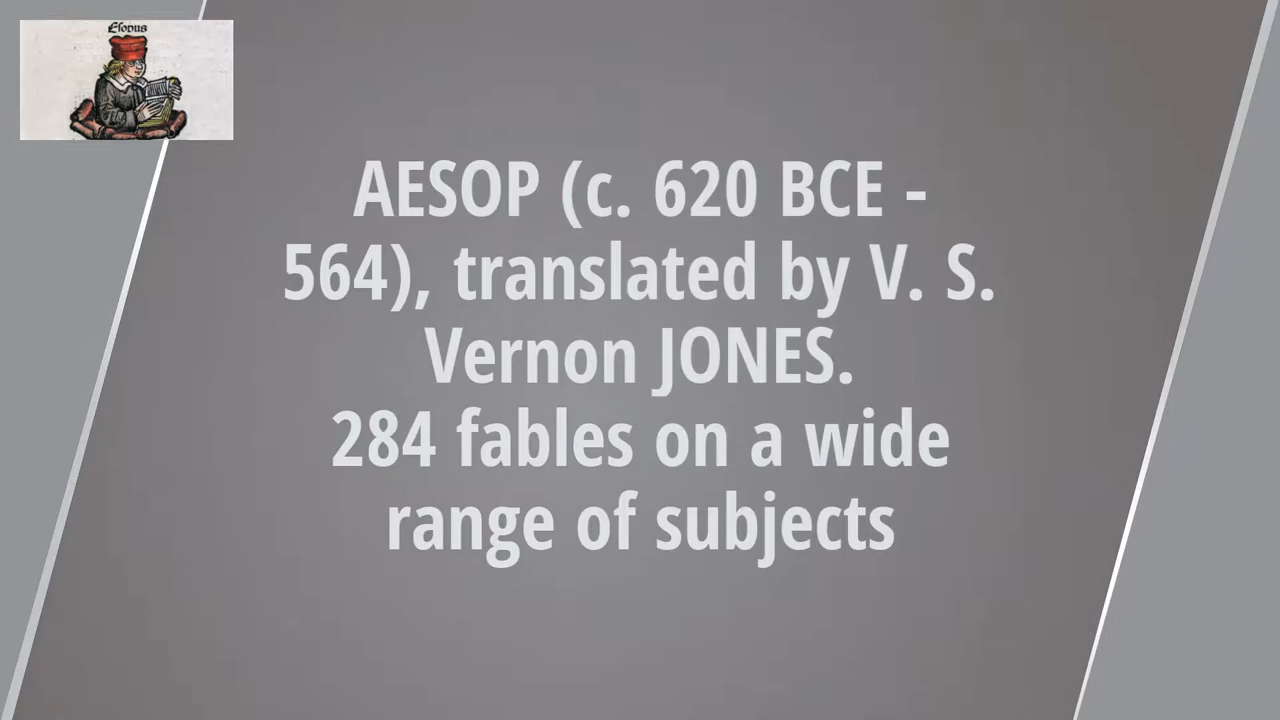 Esopus
AESOP (c. 620 BCE -
564), translated by V. S.
Vernon JONES.
284 fables on a wide
range of subjects